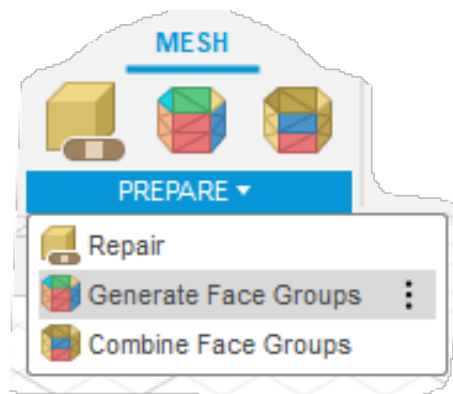 MESH
PREPARE ▾
Repair
Generate Face Groups
Combine Face Groups